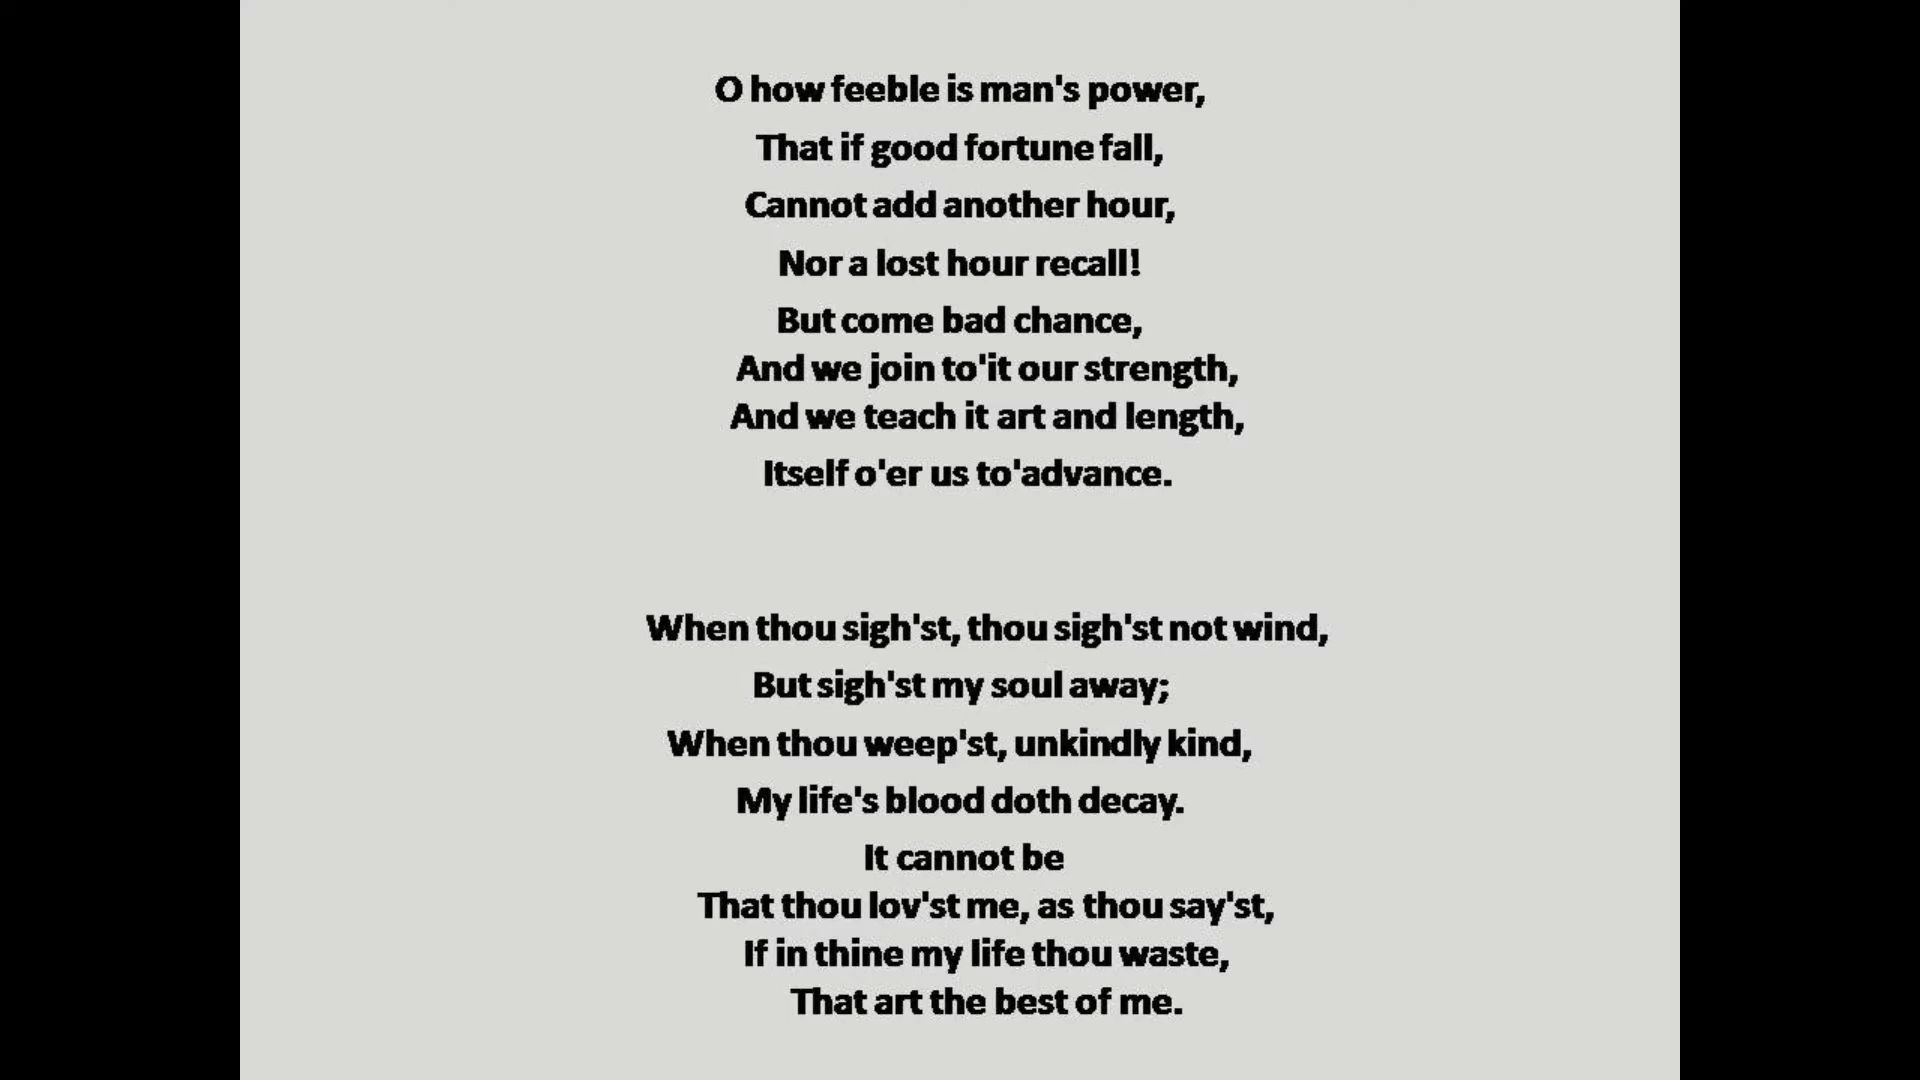 O how feeble is man's power,
That if good fortune fall,
Cannot add another hour,
Nor a lost hour recall!
But come bad chance,
And we join to'it our strength,
And we teach it art and length,
Itself o'er us to'advance.
When thou sigh'st, thou sigh'st not wind,
But sigh'st my soul away;
When thou weep'st, unkindly kind,
My life's blood doth decay.
It cannot be
That thou lov'st me, as thou say'st,
If in thine my life thou waste,
That art the best of me.